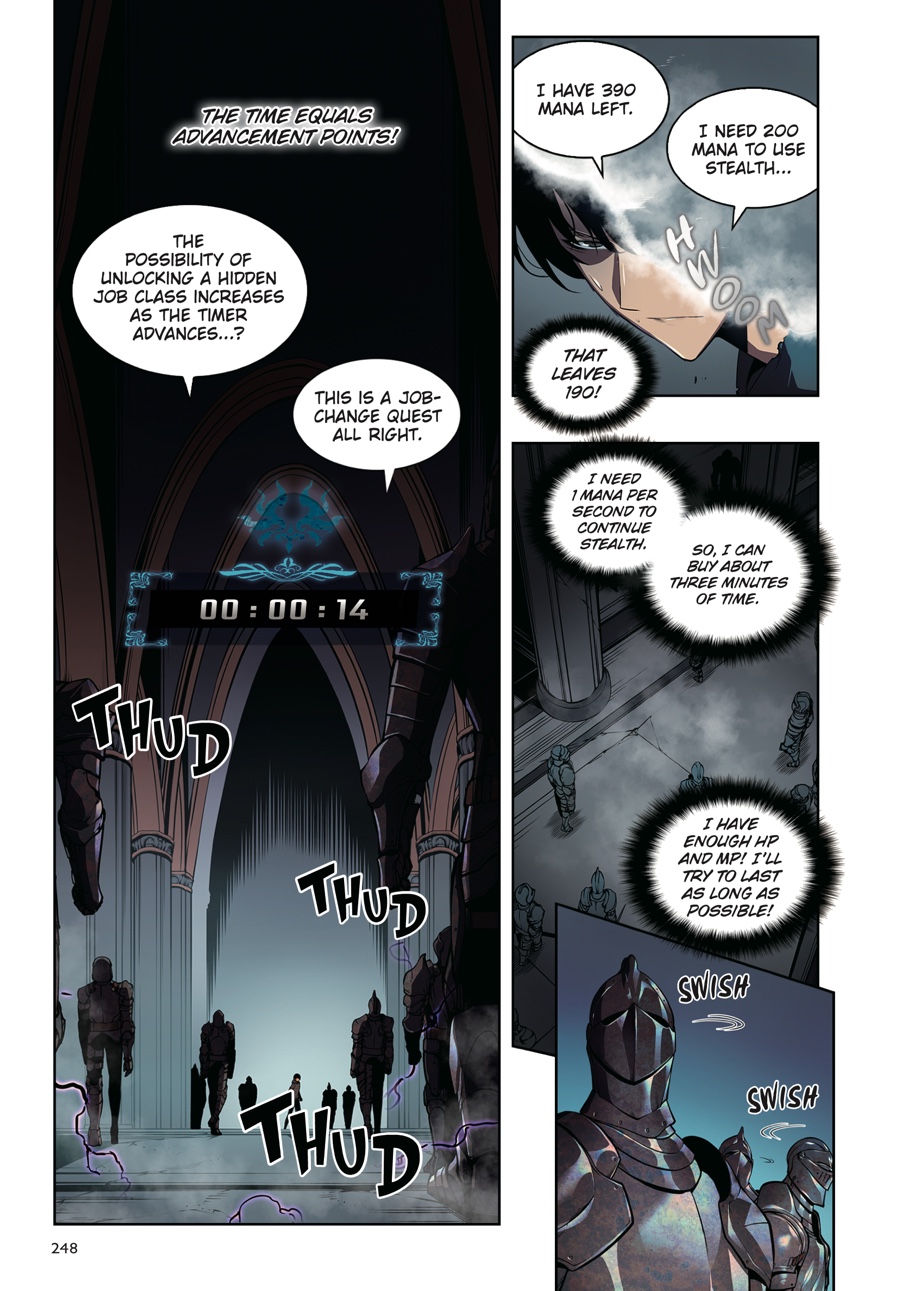 THE TIME EQUALS
ADVANCEMENT POINTS!
THE
POSSIBILITY OF
UNLOCKING A HIDDEN
JOB CLASS INCREASES
AS THE TIMER
ADVANCES...?
THIS IS A JOB-
CHANGE QUEST
ALL RIGHT.
00 : 00 : 14
THUD
THUD
THUD
248
I HAVE 390
MANA LEFT.
I NEED 200
MANA TO USE
STEALTH...
HWOOM
THAT
LEAVES
190!
I NEED
1 MANA PER
SECOND TO
CONTINUE
STEALTH.
SO, I CAN
BUY ABOUT
THREE MINUTES
OF TIME.
I HAVE
ENOUGH HP
AND MP! I'LL
TRY TO LAST
AS LONG AS
POSSIBLE!
SWISH
SWISH